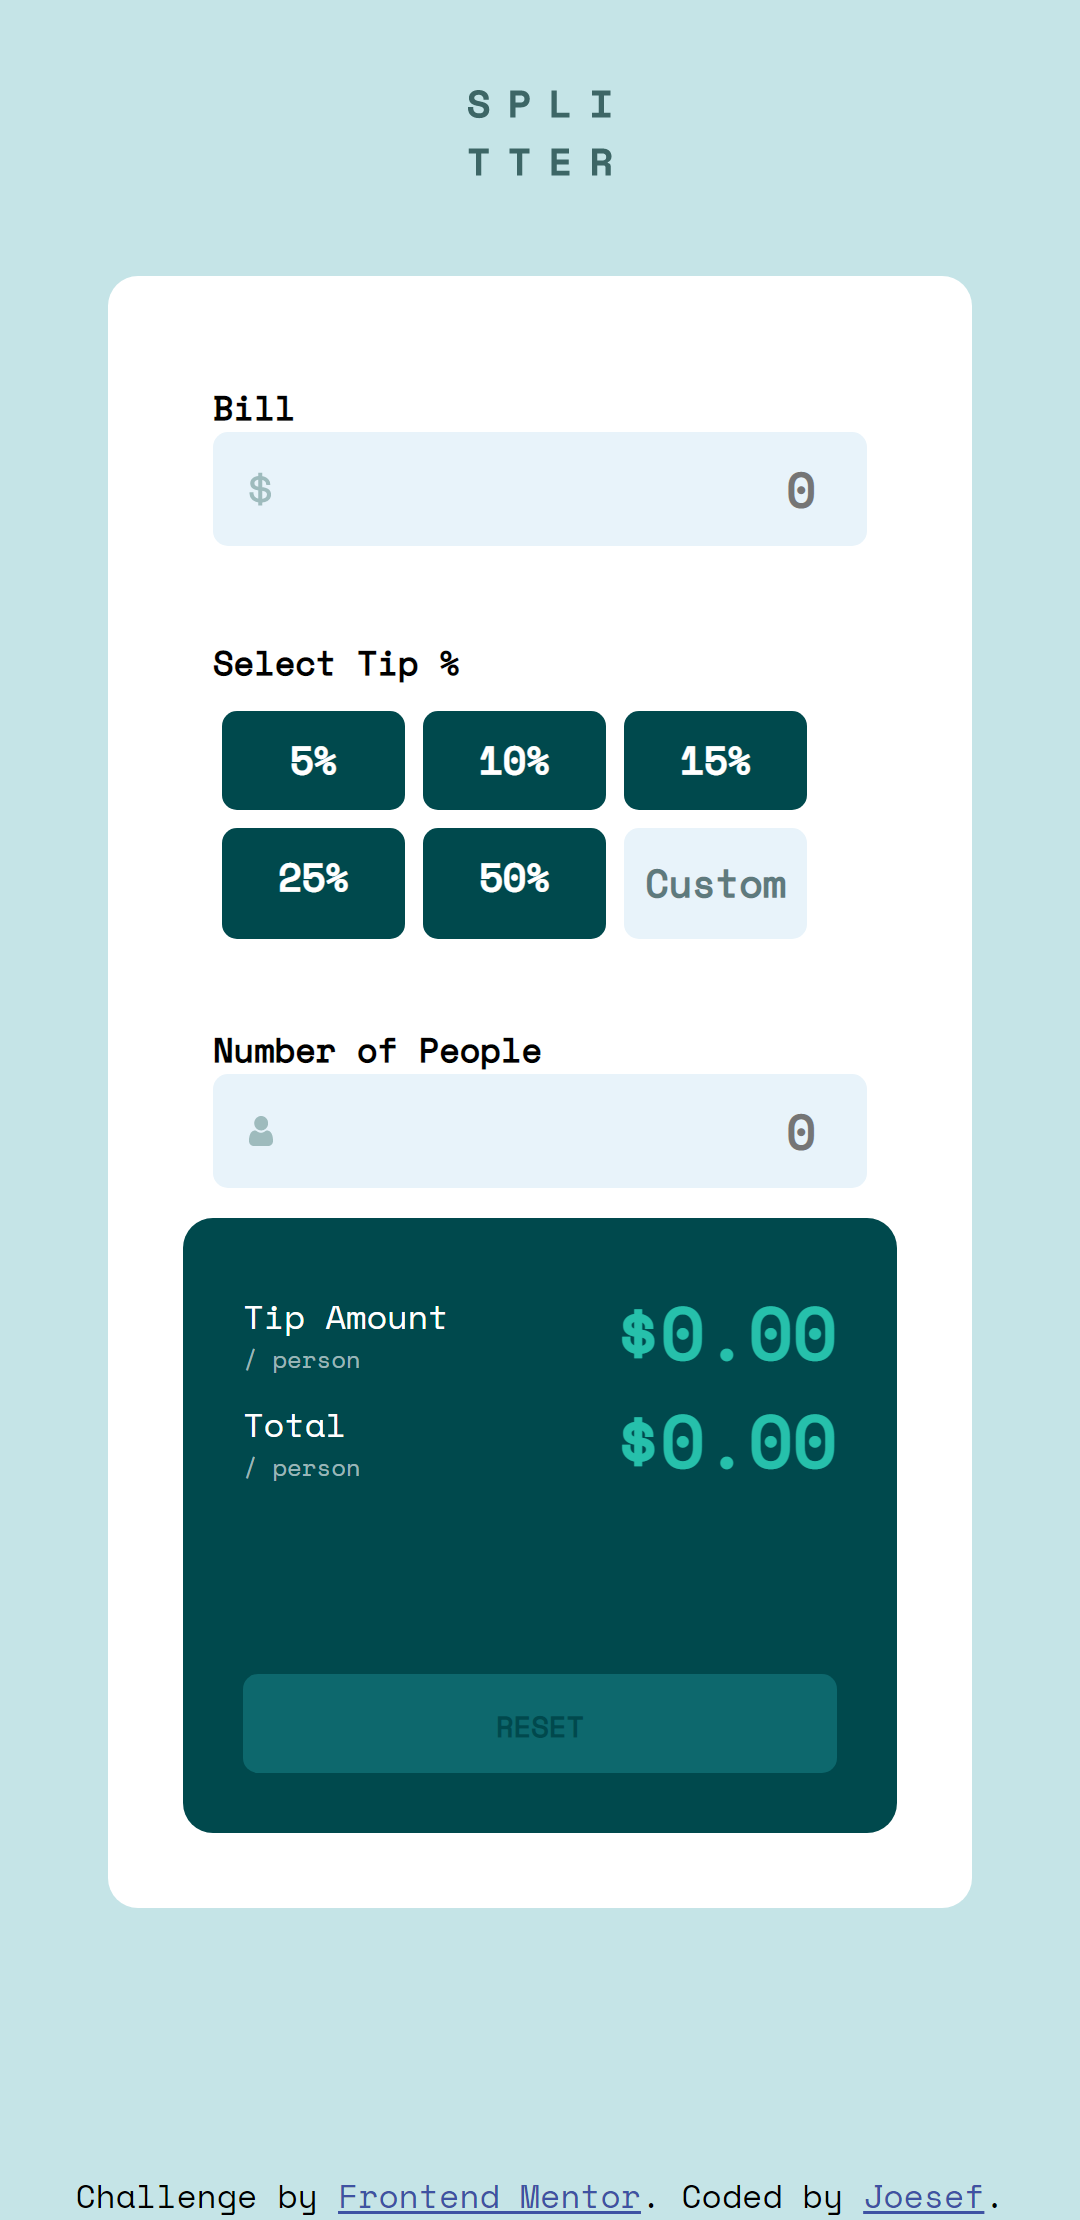 SPLI
TTER
Bill
$ 0
Select Tip %
5% 10% 15%
25% 50% Custom
Number of People
0
Tip Amount $0.00
/ person
Total $0.00
/ person
RESET
Challenge by Frontend Mentor. Coded by Joesef.